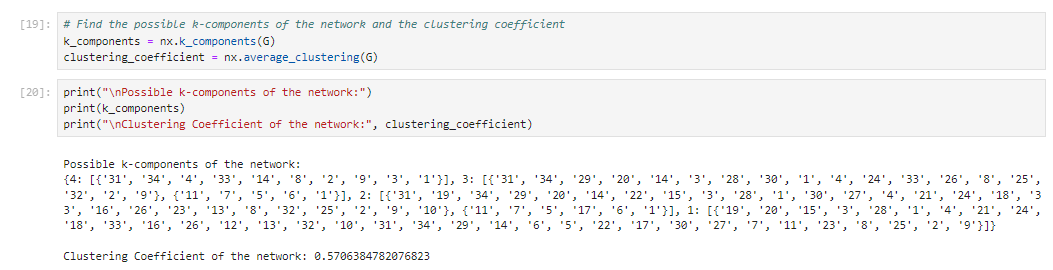 [19]: # Find the possible k-components of the network and the clustering coefficient
k_components = nx.k_components(G)
clustering_coefficient = nx.average_clustering(G)
[20]: print("\nPossible k-components of the network:")
print(k_components)
print("\nClustering Coefficient of the network:", clustering_coefficient)
Possible k-components of the network:
{4: [{'31', '34', '4', '33', '14', '8', '2', '9', '3', '1'}], 3: [{'31', '34', '29', '20', '14', '3', '28', '30', '1', '4', '24', '33', '26', '8', '25',
'32', '2', '9'}, {'11', '7', '5', '6', '1'}], 2: [{'31', '19', '34', '29', '20', '14', '22', '15', '3', '28', '1', '30', '27', '4', '21', '24', '18', '3
3', '16', '26', '23', '13', '8', '32', '25', '2', '9', '10'}, {'11', '7', '5', '17', '6', '1'}], 1: [{'19', '20', '15', '3', '28', '1', '4', '21', '24',
'18', '33', '16', '26', '12', '13', '32', '10', '31', '34', '29', '14', '6', '5', '22', '17', '30', '27', '7', '11', '23', '8', '25', '2', '9'}]}
Clustering Coefficient of the network: 0.5706384782076823